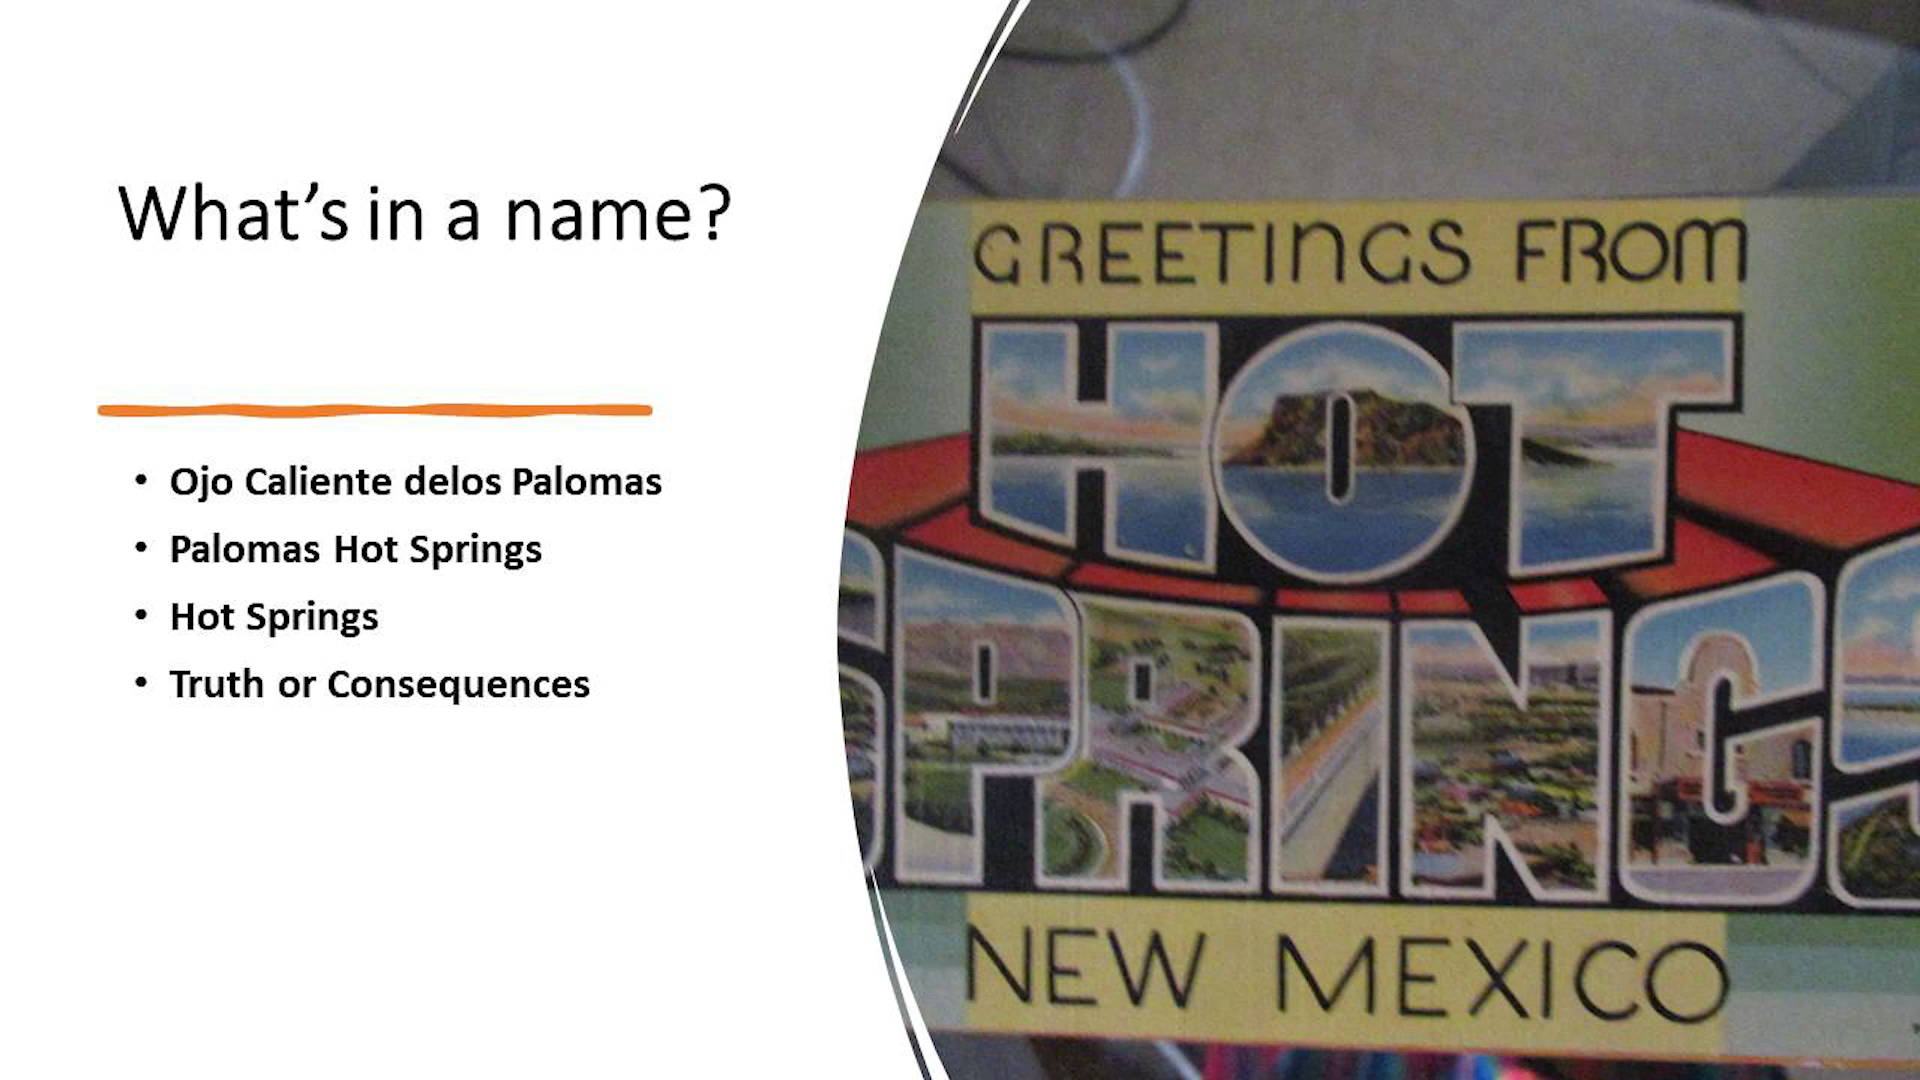 What's in a name?
• Ojo Caliente delos Palomas
• Palomas Hot Springs
• Hot Springs
• Truth or Consequences
GREETINGS FROM
HOT
SPRINGS
NEW MEXICO